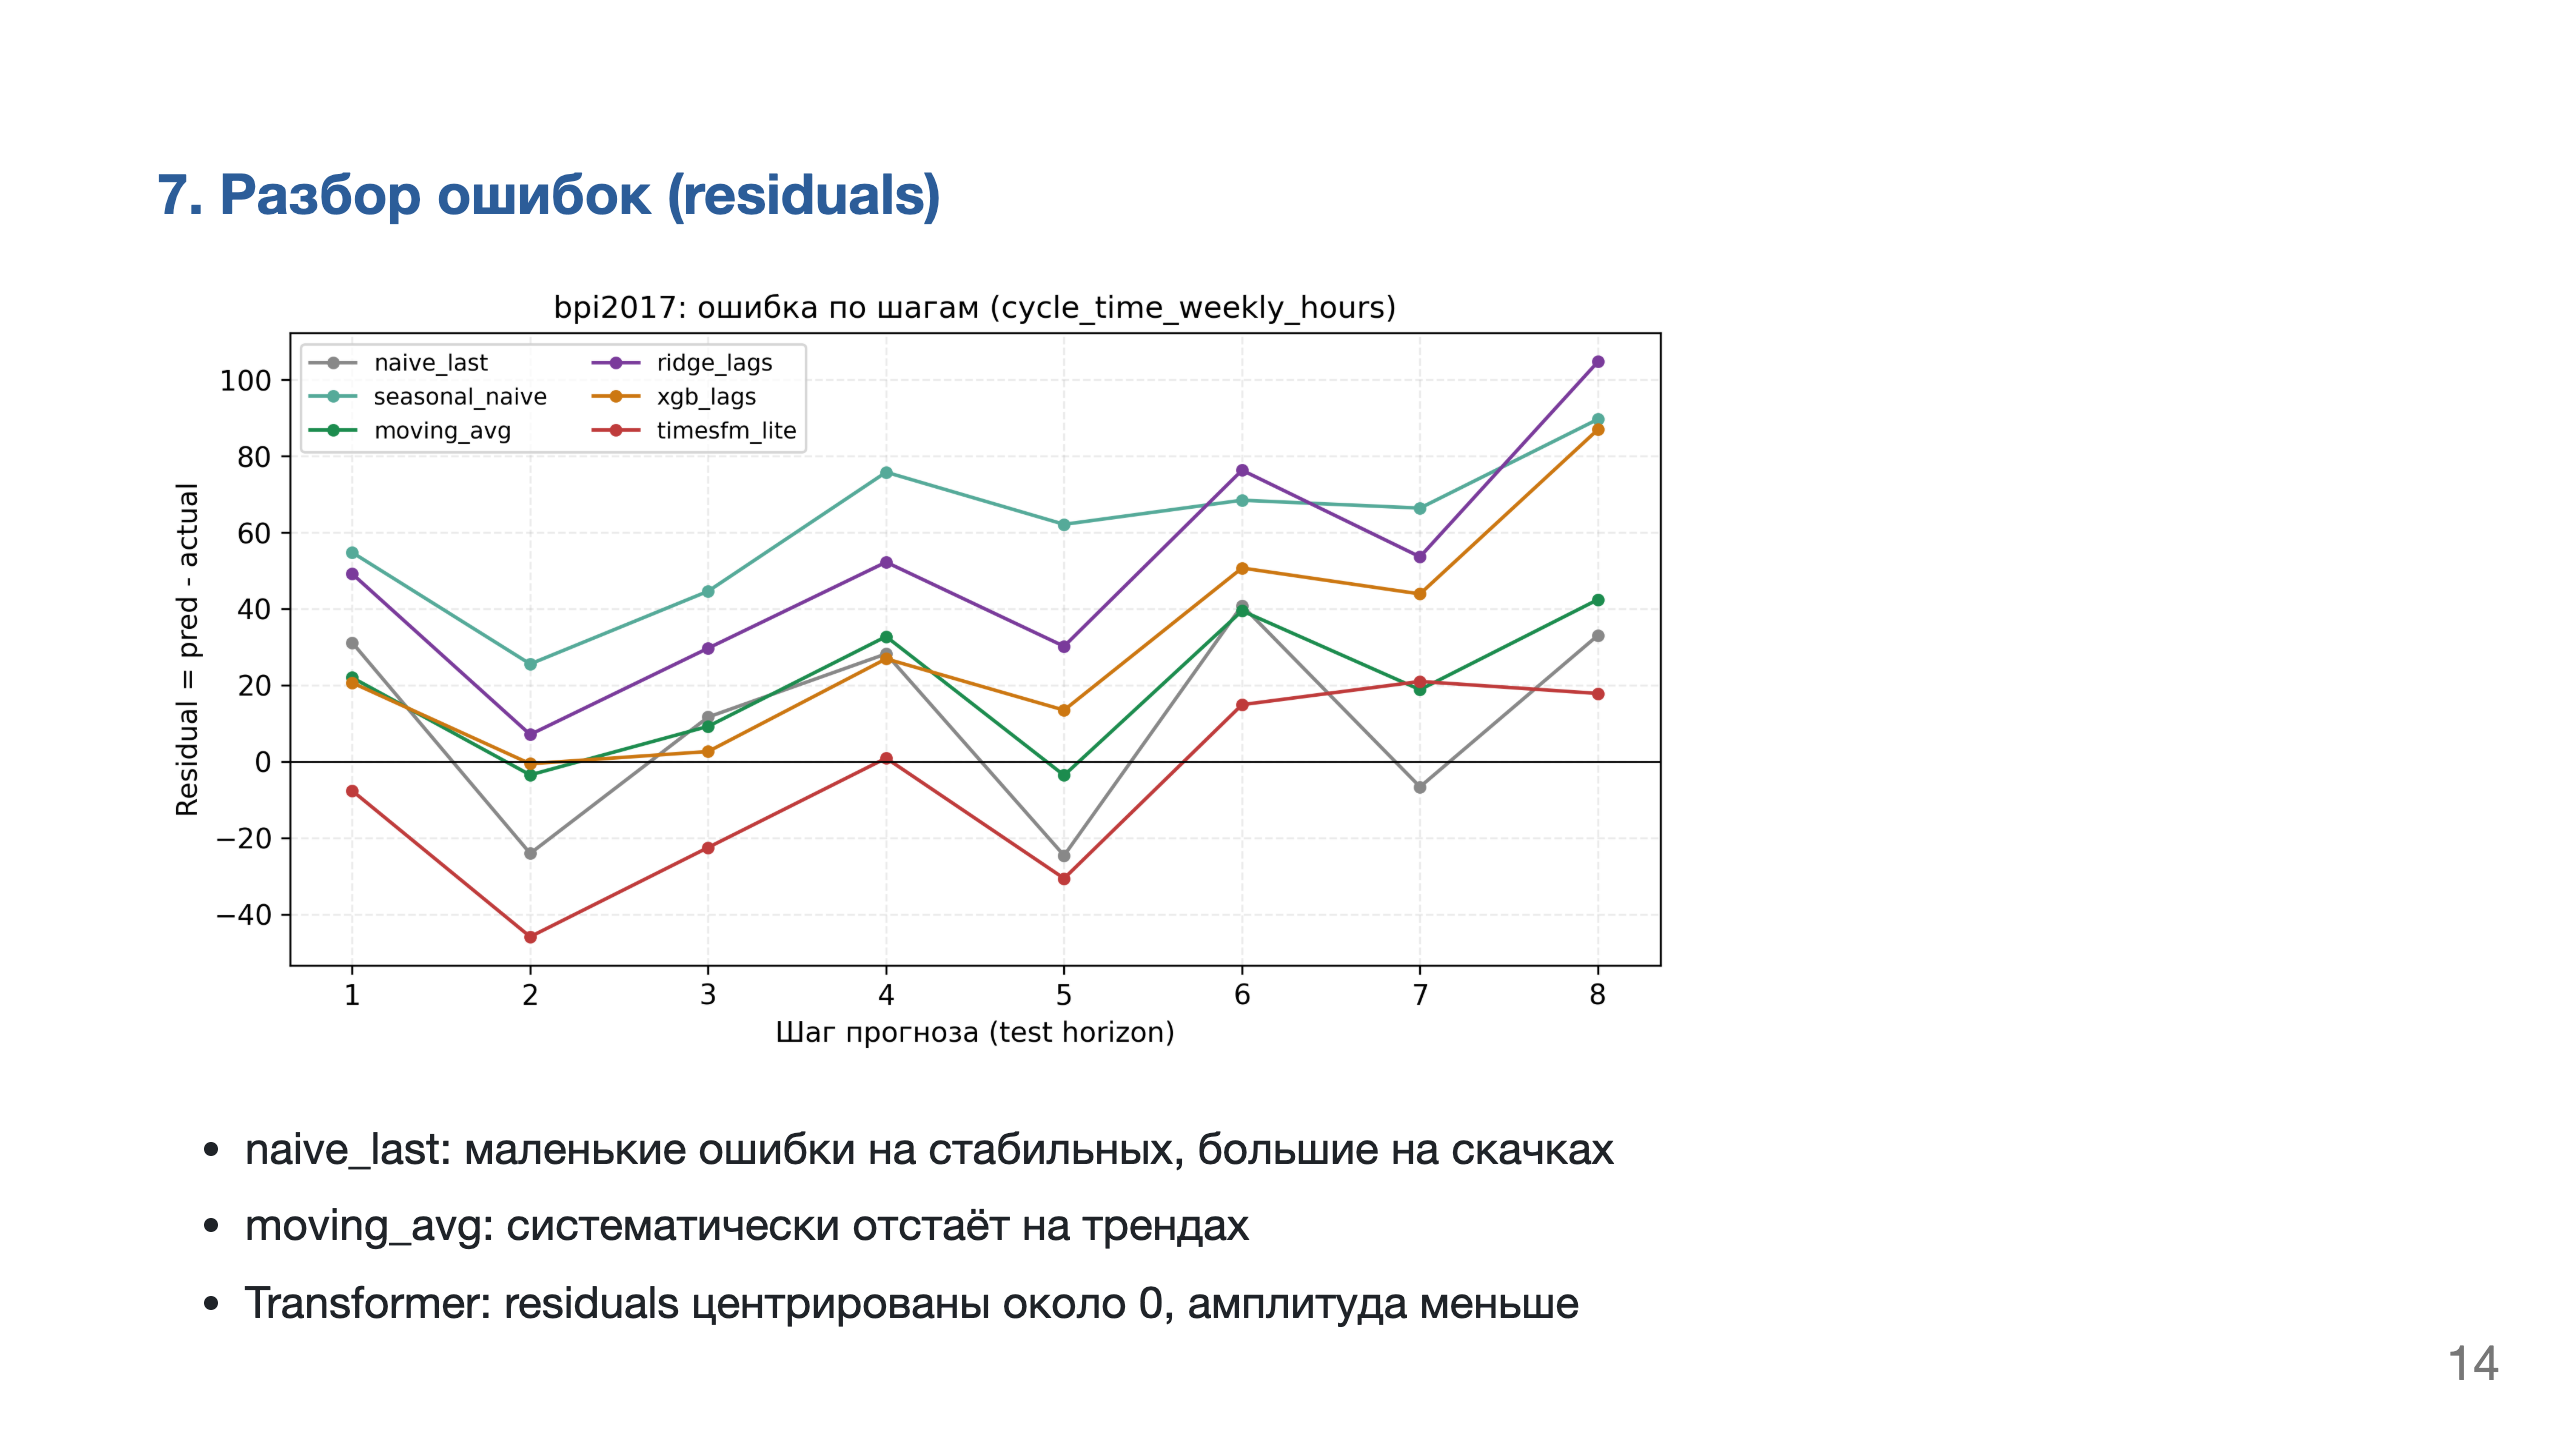 7. Разбор ошибок (residuals)
bpi2017: ошибка по шагам (cycle_time_weekly_hours)
naive_last
seasonal_naive
moving_avg
ridge_lags
xgb_lags
timesfm_lite
Residual = pred - actual
100
80
60
40
20
0
−20
−40
1 2 3 4 5 6 7 8
Шаг прогноза (test horizon)
• naive_last: маленькие ошибки на стабильных, большие на скачках
• moving_avg: систематически отстаёт на трендах
• Transformer: residuals центрированы около 0, амплитуда меньше
14